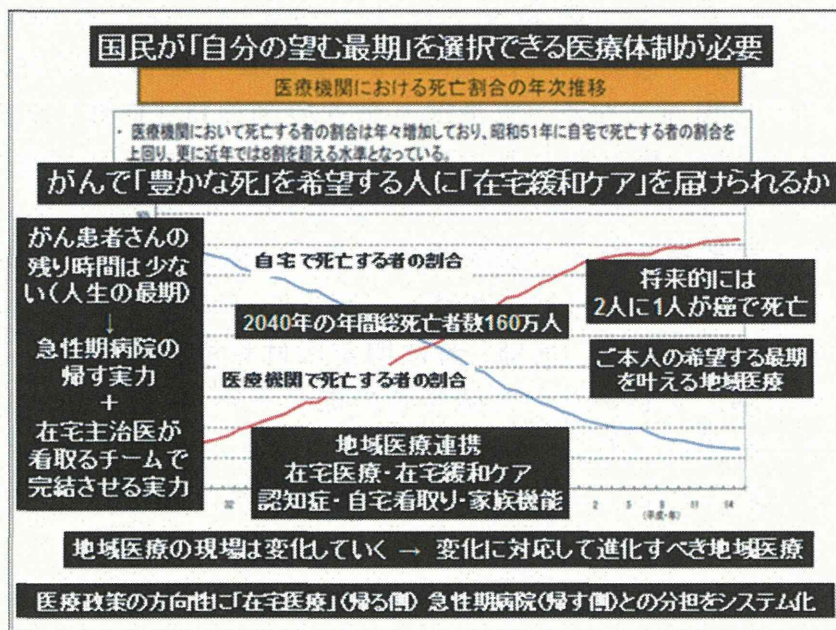 国民が「自分の望む最期」を選択できる医療体制が必要
医療機関における死亡割合の年次推移
・ 医療機関において死亡する者の割合は年々増加しており、昭和51年に自宅で死亡する者の割合を
上回り、更に近年では8割を超える水準となっている。
がんで「豊かな死」を希望する人に「在宅緩和ケア」を届けられるか
がん患者さんの
残り時間は少な
い(人生の最期)
↓
急性期病院の
帰す実力
+
在宅主治医が
看取るチームで
完結させる実力
自宅で死亡する者の割合
2040年の年間総死亡者数160万人
医療機関で死亡する者の割合
将来的には
2人に1人が癌で死亡
ご本人の希望する最期
を叶える地域医療
地域医療連携
在宅医療・在宅緩和ケア
認知症・自宅看取り・家族機能
32 2 5 8 11 14
(平成・年)
地域医療の現場は変化していく → 変化に対応して進化すべき地域医療
医療政策の方向性に「在宅医療」(帰る側) 急性期病院(帰す側)との分担をシステム化